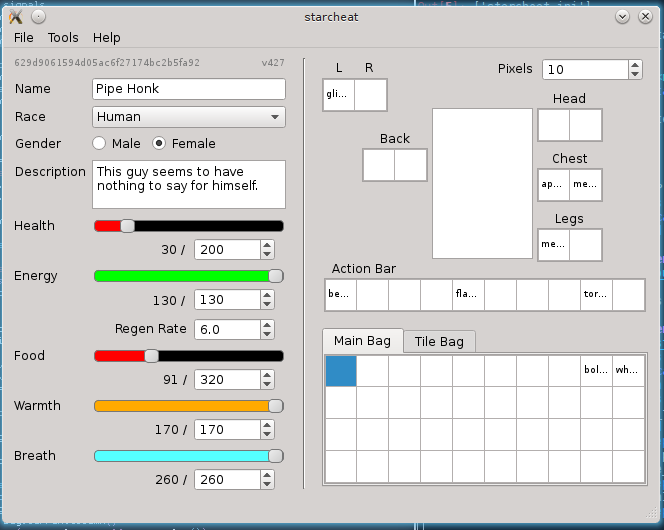 starcheat
File Tools Help
629d9061594d05ac6f27174bc2b5fa92 v427
Name Pipe Honk
Race Human
Gender Male Female
Description This guy seems to have
nothing to say for himself.
Health
30 / 200
Energy
130 / 130
Regen Rate 6.0
Food
91 / 320
Warmth
170 / 170
Breath
260 / 260
L R
gli...
Pixels 10
Head
Back
Chest
ap... me...
Legs
me...
Action Bar
be... fla... tor...
Main Bag Tile Bag
bol... wh...